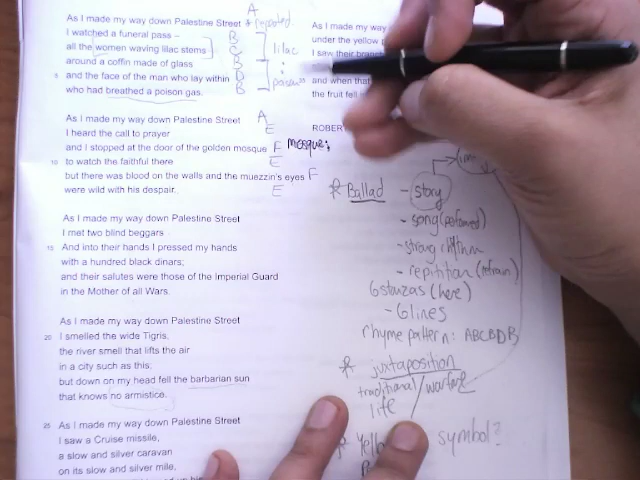 As I made my way down Palestine Street A repeated.
I watched a funeral pass – B
all the women waving lilac stems C lilac
around a coffin made of glass B :
5 and the face of the man who lay within D poison
who had breathed a poison gas. B
As I made my way down Palestine Street A
I heard the call to prayer E
and I stopped at the door of the golden mosque F mosque;
10 to watch the faithful there E
but there was blood on the walls and the muezzin's eyes F
were wild with his despair. E
As I made my way down Palestine Street
I met two blind beggars
15 And into their hands I pressed my hands
with a hundred black dinars;
and their salutes were those of the Imperial Guard
in the Mother of all Wars.
As I made my way down Palestine Street
20 I smelled the wide Tigris,
the river smell that lifts the air
in a city such as this;
but down on my head fell the barbarian sun
that knows no armistice.
25 As I made my way down Palestine Street
I saw a Cruise missile,
a slow and silver caravan
on its slow and silver mile,
As I made my way
under the yellow
I saw their branch
35 and when that
the fruit fell
ROBER
* Ballad - story
- song (performed)
- strong rhythm
- repitition (refrain)
6 stanzas (here)
- 6 lines
rhyme pattern: ABCBDB
* juxtaposition
traditional / warfare
life
symbol?